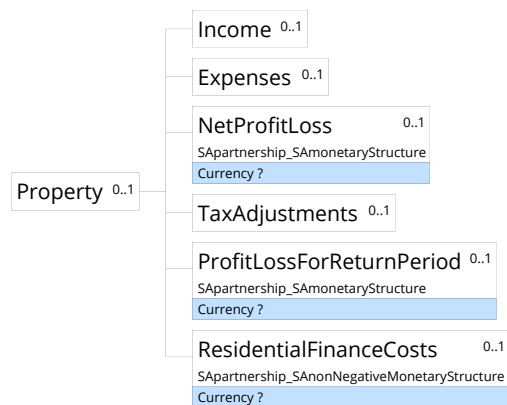 Income 0..1
Expenses 0..1
NetProfitLoss 0..1
SApartnership_SAmonetaryStructure
Currency ?
Property 0..1
TaxAdjustments 0..1
ProfitLossForReturnPeriod 0..1
SApartnership_SAmonetaryStructure
Currency ?
ResidentialFinanceCosts 0..1
SApartnership_SAnonNegativeMonetaryStructure
Currency ?